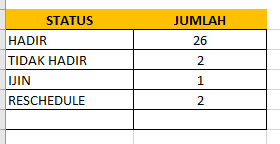 STATUS JUMLAH
HADIR 26
TIDAK HADIR 2
IJIN 1
RESCHEDULE 2